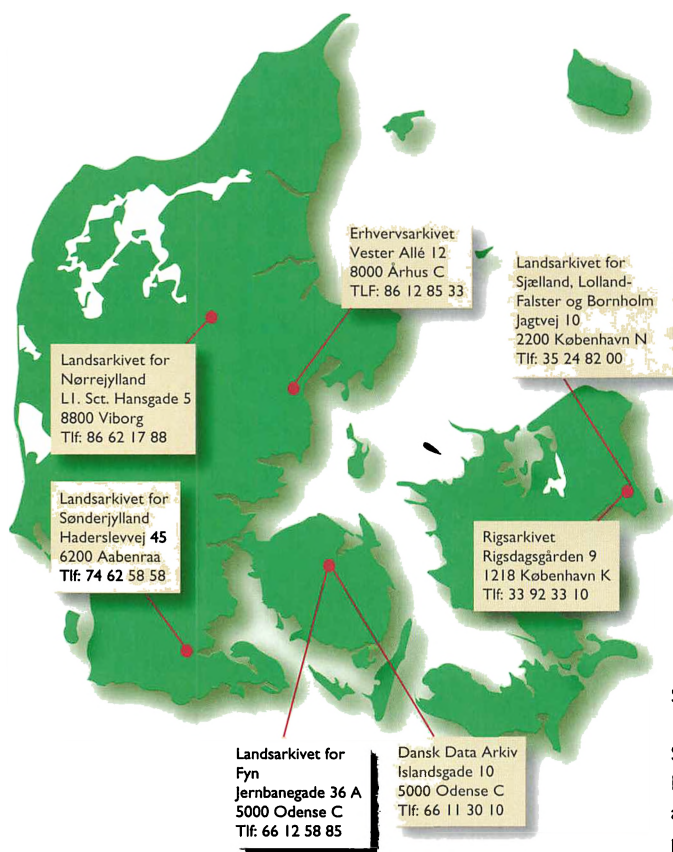 Erhvervsarkivet
Vester Allé 12
8000 Århus C
TLF: 86 12 85 33
Landsarkivet for
Sjælland, Lolland-
Falster og Bornholm
Jagtvej 10
2200 København N
Tlf: 35 24 82 00
Landsarkivet for
Nørrejylland
Ll. Sct. Hansgade 5
8800 Viborg
Tlf: 86 62 17 88
Landsarkivet for
Sønderjylland
Haderslevvej 45
6200 Aabenraa
Tlf: 74 62 58 58
Rigsarkivet
Rigsdagsgården 9
1218 København K
Tlf: 33 92 33 10
Landsarkivet for
Fyn
Jernbanegade 36 A
5000 Odense C
Tlf: 66 12 58 85
Dansk Data Arkiv
Islandsgade 10
5000 Odense C
Tlf: 66 11 30 10